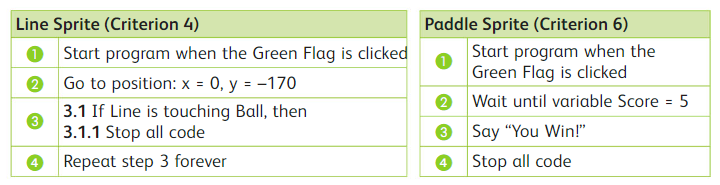 Line Sprite (Criterion 4)
1 Start program when the Green Flag is clicked
2 Go to position: x = 0, y = –170
3 3.1 If Line is touching Ball, then
3.1.1 Stop all code
4 Repeat step 3 forever
Paddle Sprite (Criterion 6)
1 Start program when the
Green Flag is clicked
2 Wait until variable Score = 5
3 Say “You Win!”
4 Stop all code